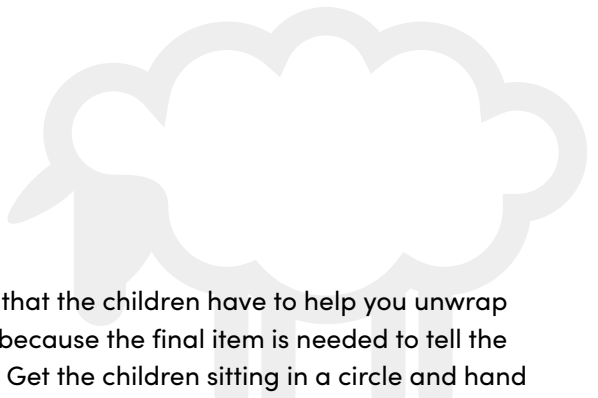 that the children have to help you unwrap
because the final item is needed to tell the
Get the children sitting in a circle and hand